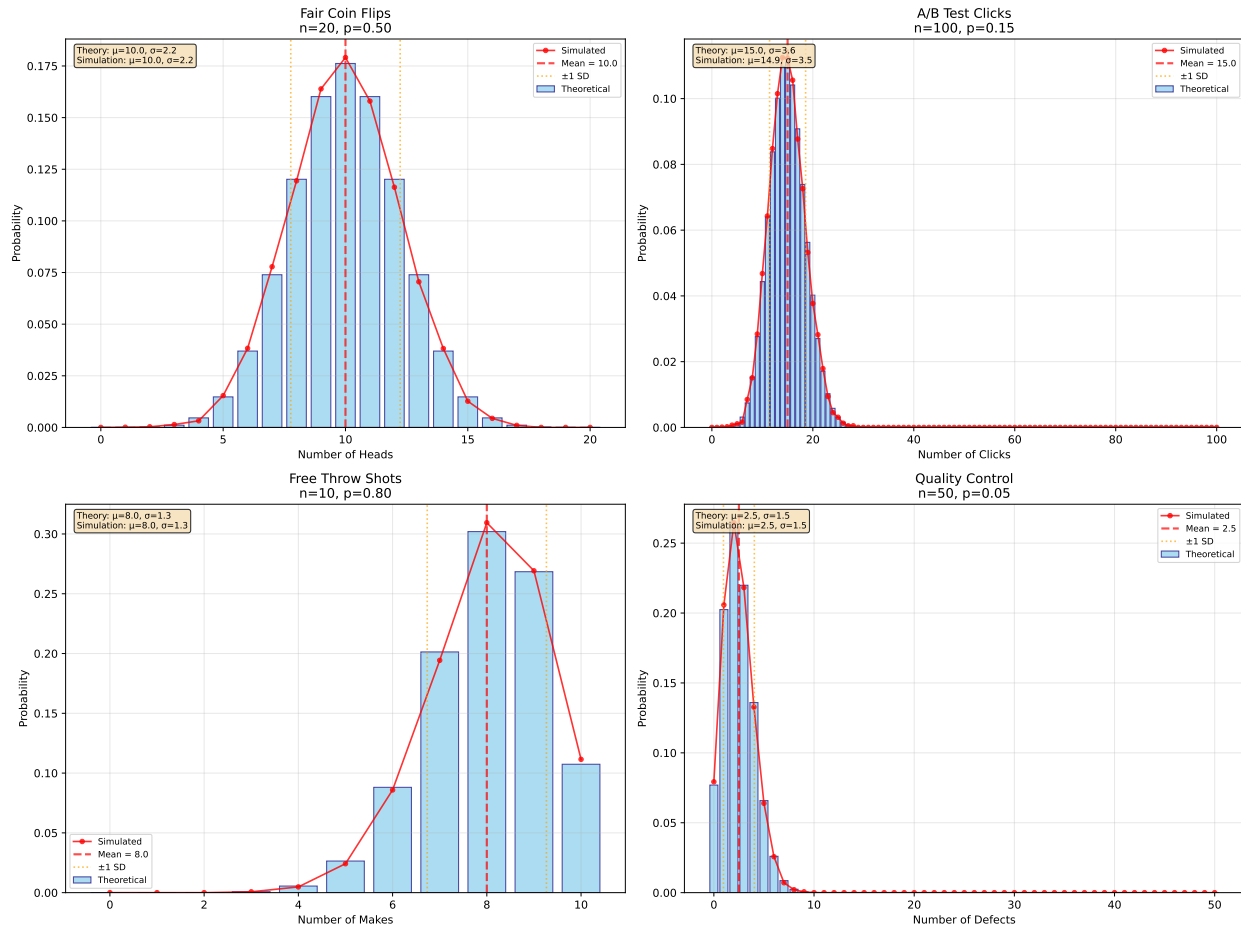 Fair Coin Flips
n=20, p=0.50
Theory: μ=10.0, σ=2.2
Simulation: μ=10.0, σ=2.2
Simulated
Mean = 10.0
±1 SD
Theoretical
Probability
0.175
0.150
0.125
0.100
0.075
0.050
0.025
0.000
0 5 10 15 20
Number of Heads
A/B Test Clicks
n=100, p=0.15
Theory: μ=15.0, σ=3.6
Simulation: μ=14.9, σ=3.5
Simulated
Mean = 15.0
±1 SD
Theoretical
Probability
0.10
0.08
0.06
0.04
0.02
0.00
0 20 40 60 80 100
Number of Clicks
Free Throw Shots
n=10, p=0.80
Theory: μ=8.0, σ=1.3
Simulation: μ=8.0, σ=1.3
Probability
0.30
0.25
0.20
0.15
0.10
0.05
0.00
Simulated
Mean = 8.0
±1 SD
Theoretical
0 2 4 6 8 10
Number of Makes
Quality Control
n=50, p=0.05
Theory: μ=2.5, σ=1.5
Simulation: μ=2.5, σ=1.5
Simulated
Mean = 2.5
±1 SD
Theoretical
Probability
0.25
0.20
0.15
0.10
0.05
0.00
0 10 20 30 40 50
Number of Defects